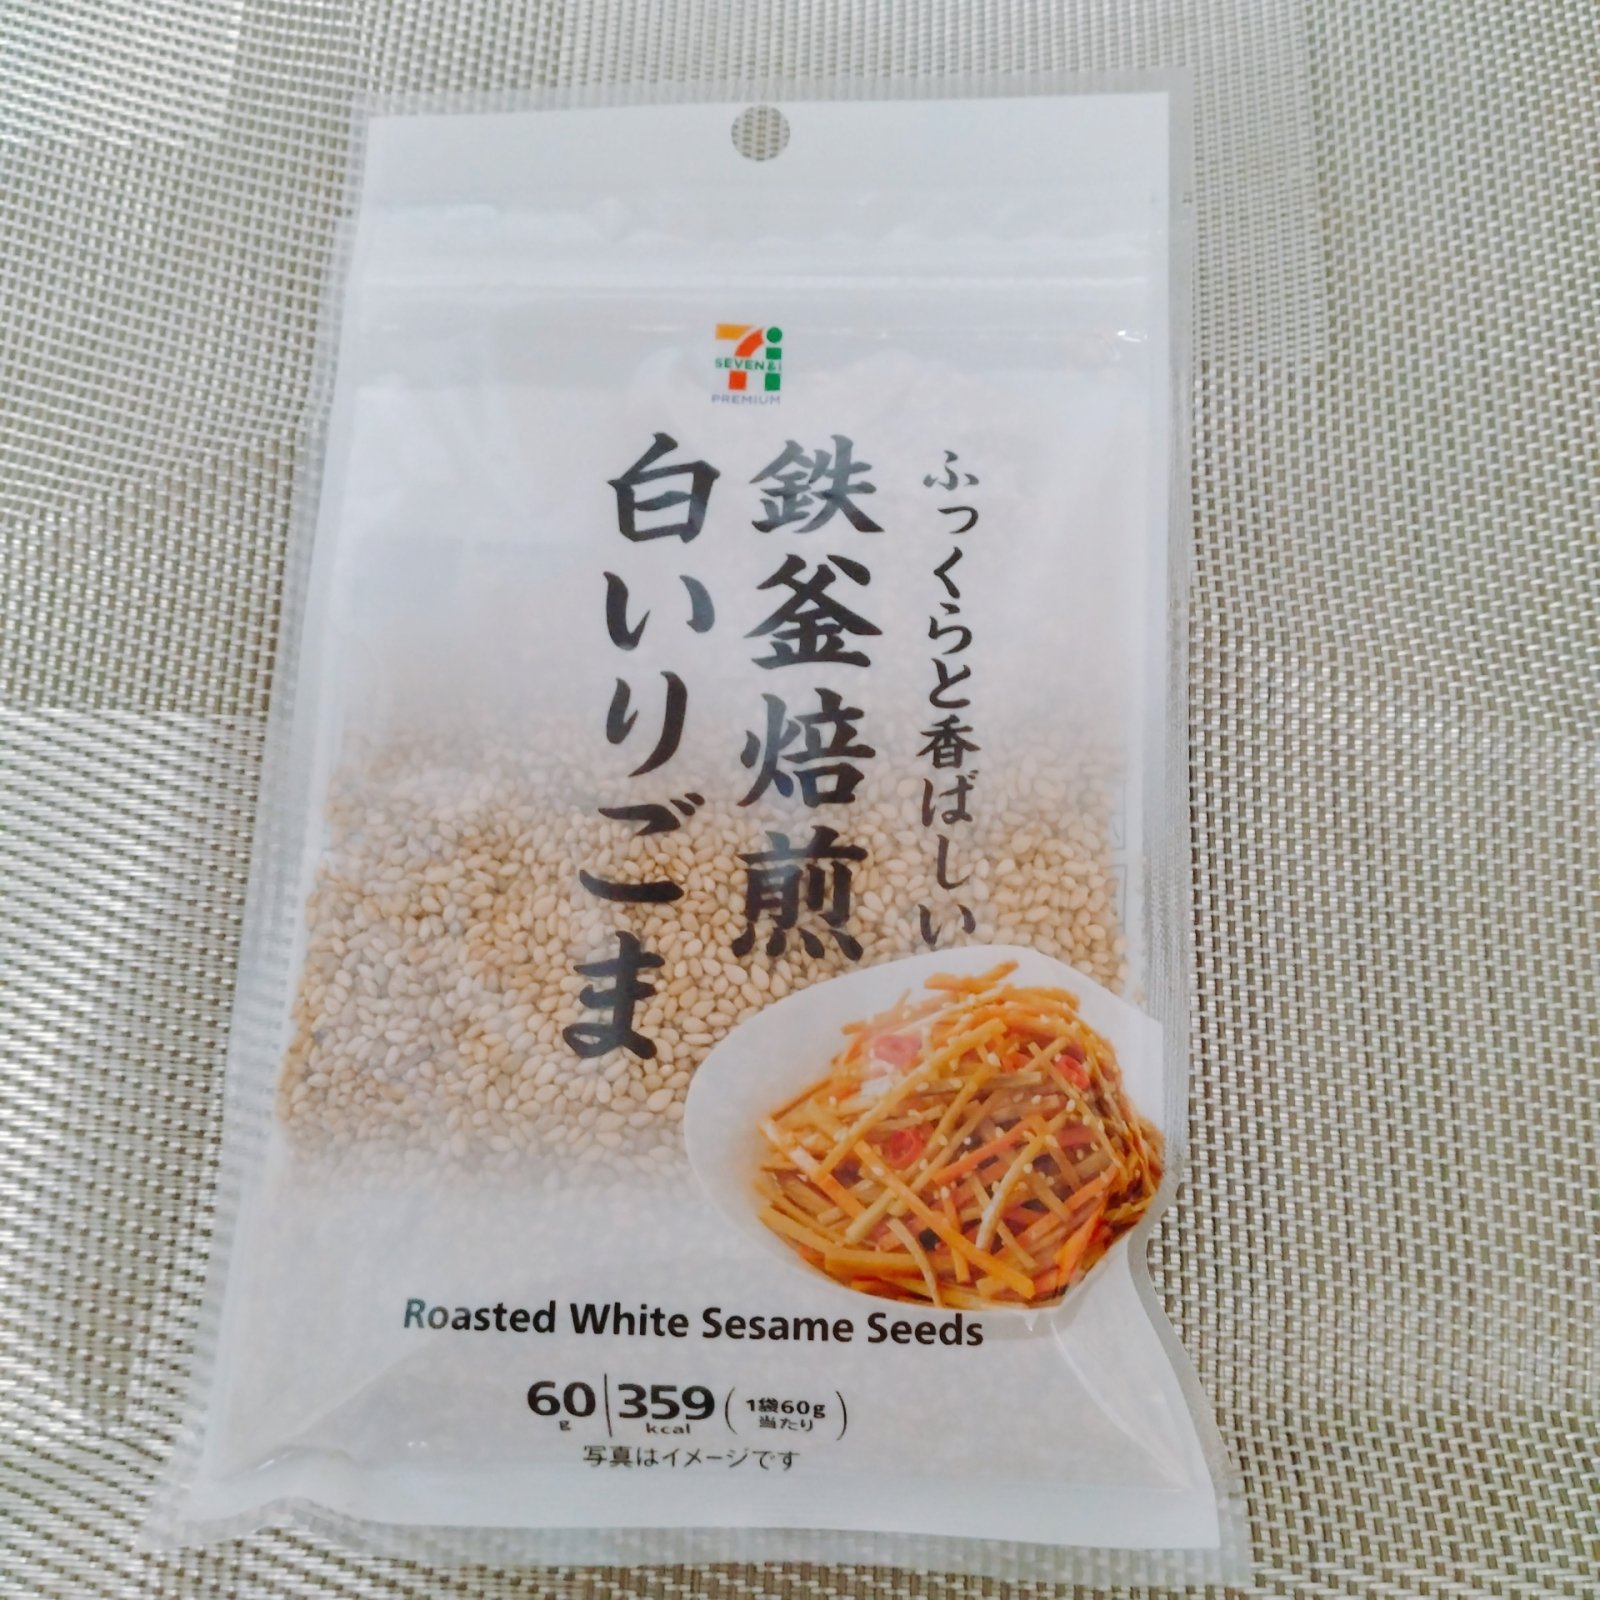 SEVEN&i
PREMIUM
ふっくらと香ばしい
鉄釜焙煎
白いりごま
Roasted White Sesame Seeds
60g 359kcal (1袋60g当たり)
写真はイメージです